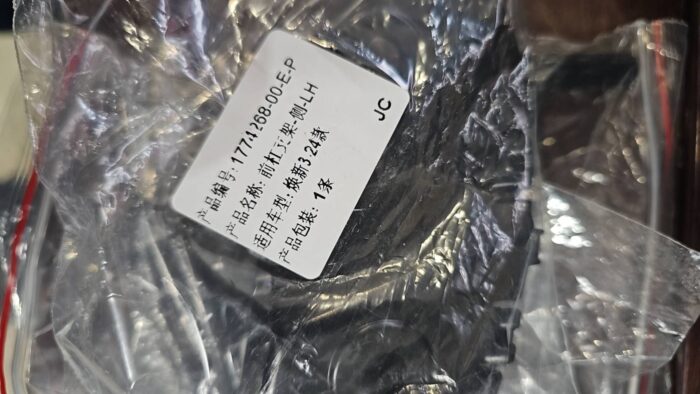 产品编号: 1774268-00-E-P
产品名称: 前杠支架-侧-LH
适用车型: 焕新3 24款
产品包装: 1条
JC